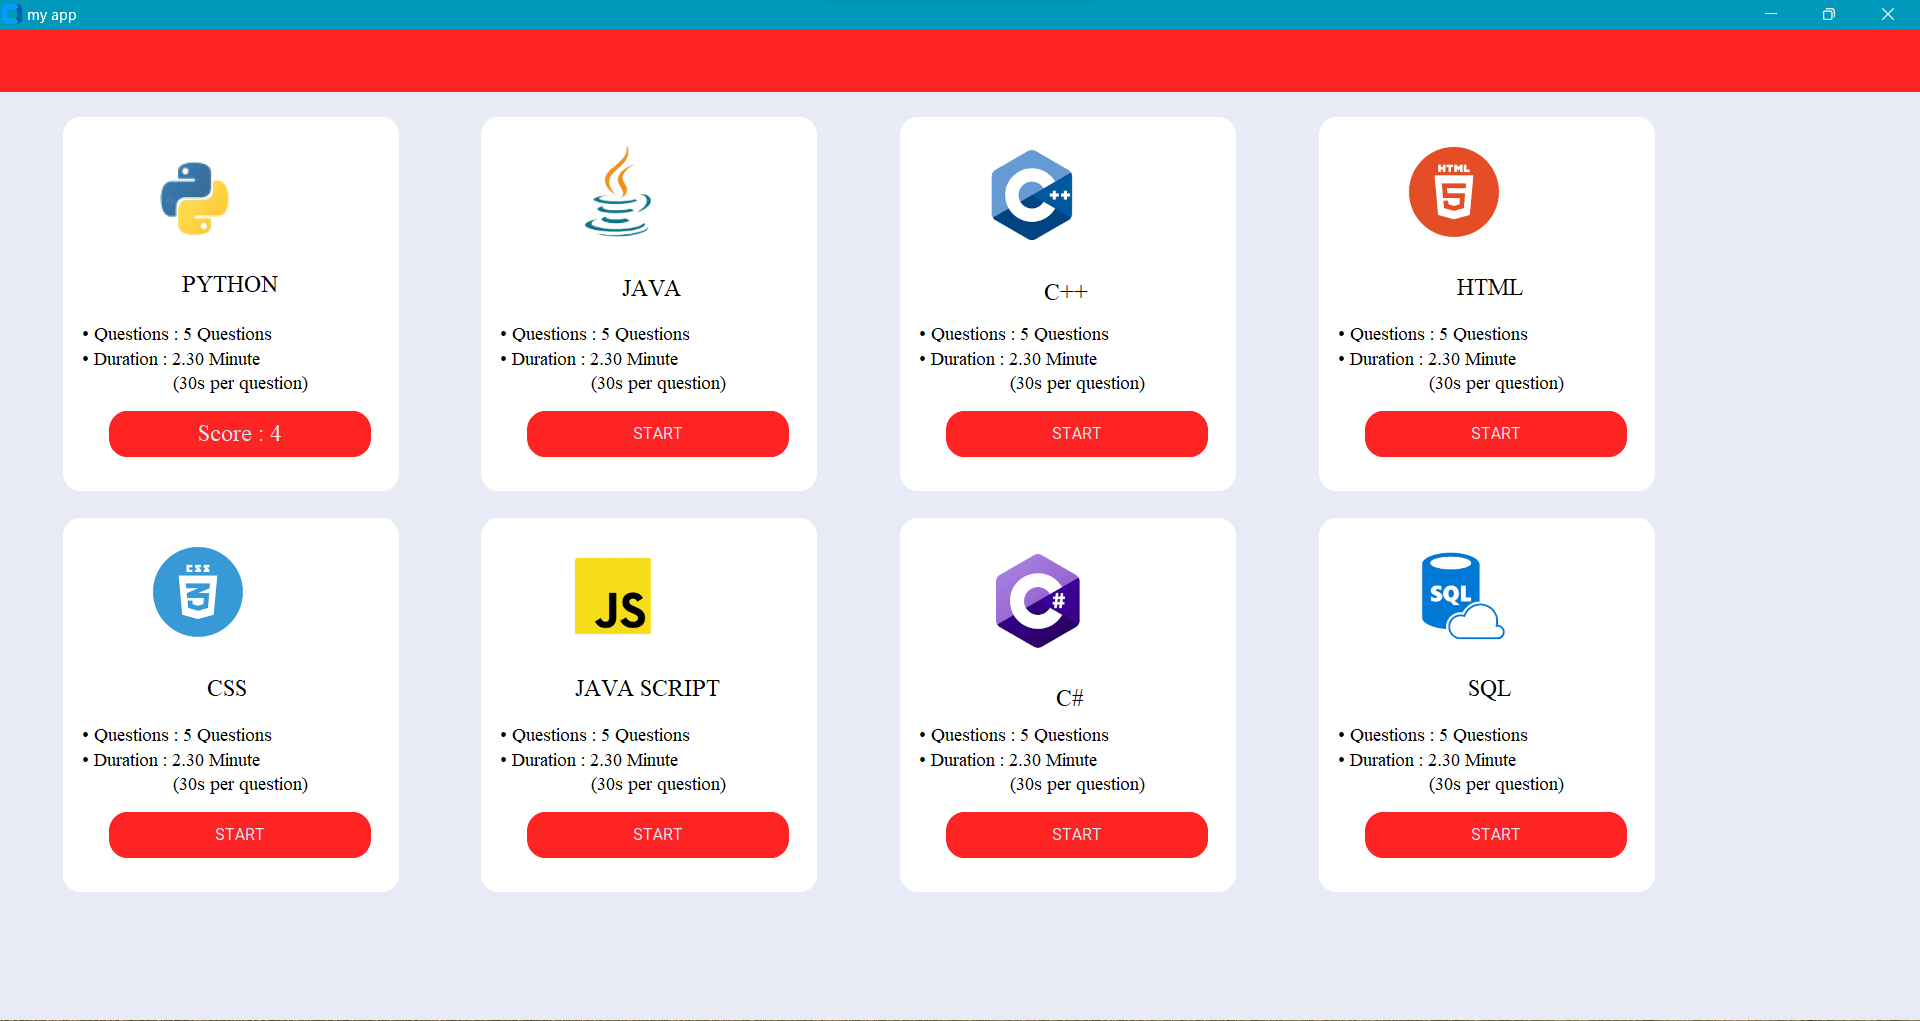 my app
PYTHON
• Questions : 5 Questions
• Duration : 2.30 Minute
(30s per question)
Score : 4
JAVA
• Questions : 5 Questions
• Duration : 2.30 Minute
(30s per question)
START
C++
C++
• Questions : 5 Questions
• Duration : 2.30 Minute
(30s per question)
START
HTML
5
HTML
• Questions : 5 Questions
• Duration : 2.30 Minute
(30s per question)
START
CSS
3
CSS
• Questions : 5 Questions
• Duration : 2.30 Minute
(30s per question)
START
JS
JAVA SCRIPT
• Questions : 5 Questions
• Duration : 2.30 Minute
(30s per question)
START
C#
C#
• Questions : 5 Questions
• Duration : 2.30 Minute
(30s per question)
START
SQL
SQL
• Questions : 5 Questions
• Duration : 2.30 Minute
(30s per question)
START